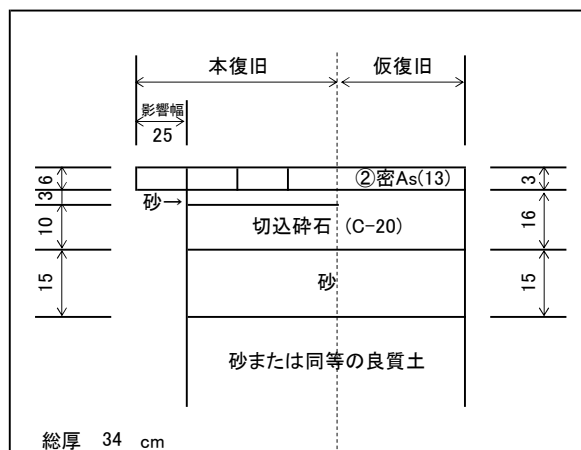 本復旧 仮復旧
影響幅
25
6 ②密As(13) 3
3 砂→
10 切込砕石 (C-20) 16
15 砂 15
砂または同等の良質土
総厚 34 cm